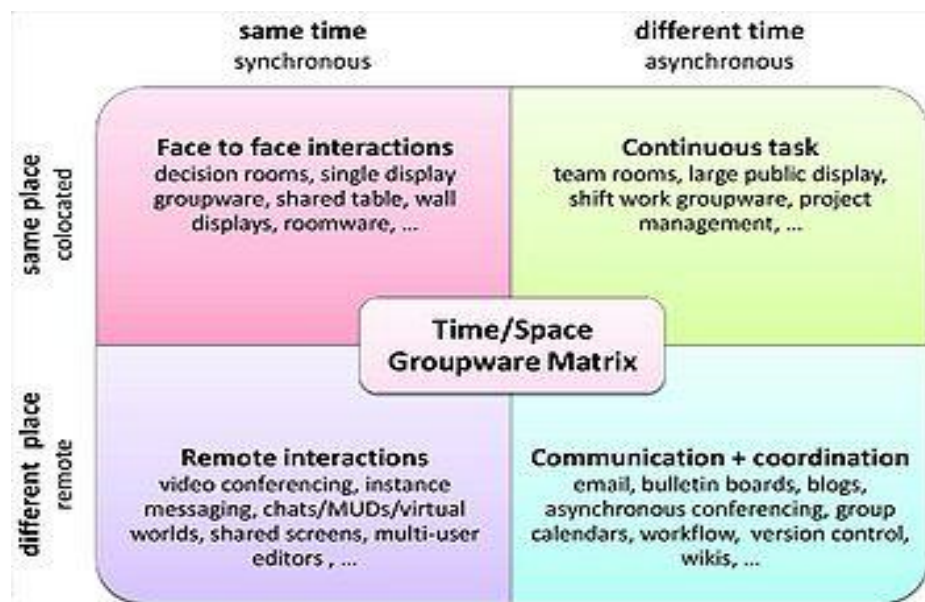 same time
synchronous
different time
asynchronous
same place
colocated
Face to face interactions
decision rooms, single display
groupware, shared table, wall
displays, roomware, ...
Continuous task
team rooms, large public display,
shift work groupware, project
management, ...
Time/Space
Groupware Matrix
different place
remote
Remote interactions
video conferencing, instance
messaging, chats/MUDs/virtual
worlds, shared screens, multi-user
editors , ...
Communication + coordination
email, bulletin boards, blogs,
asynchronous conferencing, group
calendars, workflow, version control,
wikis, ...